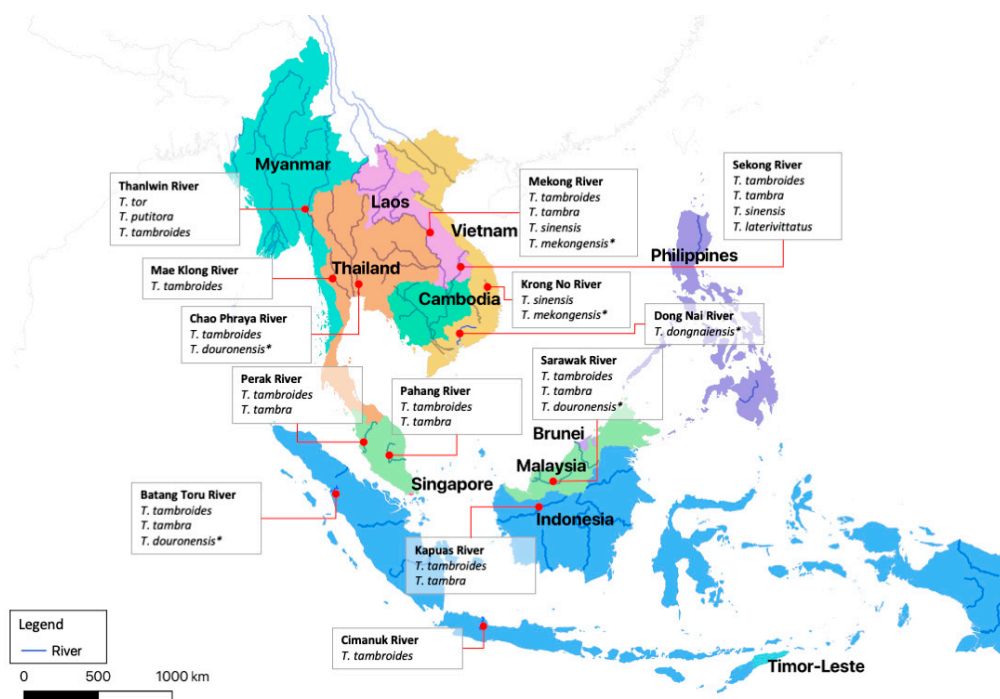 Myanmar
Laos
Vietnam
Thailand
Cambodia
Philippines
Brunei
Malaysia
Singapore
Indonesia
Timor-Leste
Thanlwin River
T. tor
T. putitora
T. tambroides
Mae Klong River
T. tambroides
Chao Phraya River
T. tambroides
T. douronensis*
Mekong River
T. tambroides
T. tambra
T. sinensis
T. mekongensis*
Sekong River
T. tambroides
T. tambra
T. sinensis
T. laterivittatus
Krong No River
T. sinensis
T. mekongensis*
Dong Nai River
T. dongnaiensis*
Sarawak River
T. tambroides
T. tambra
T. douronensis*
Perak River
T. tambroides
T. tambra
Pahang River
T. tambroides
T. tambra
Batang Toru River
T. tambroides
T. tambra
T. douronensis*
Kapuas River
T. tambroides
T. tambra
Cimanuk River
T. tambroides
Legend
River
0 500 1000 km